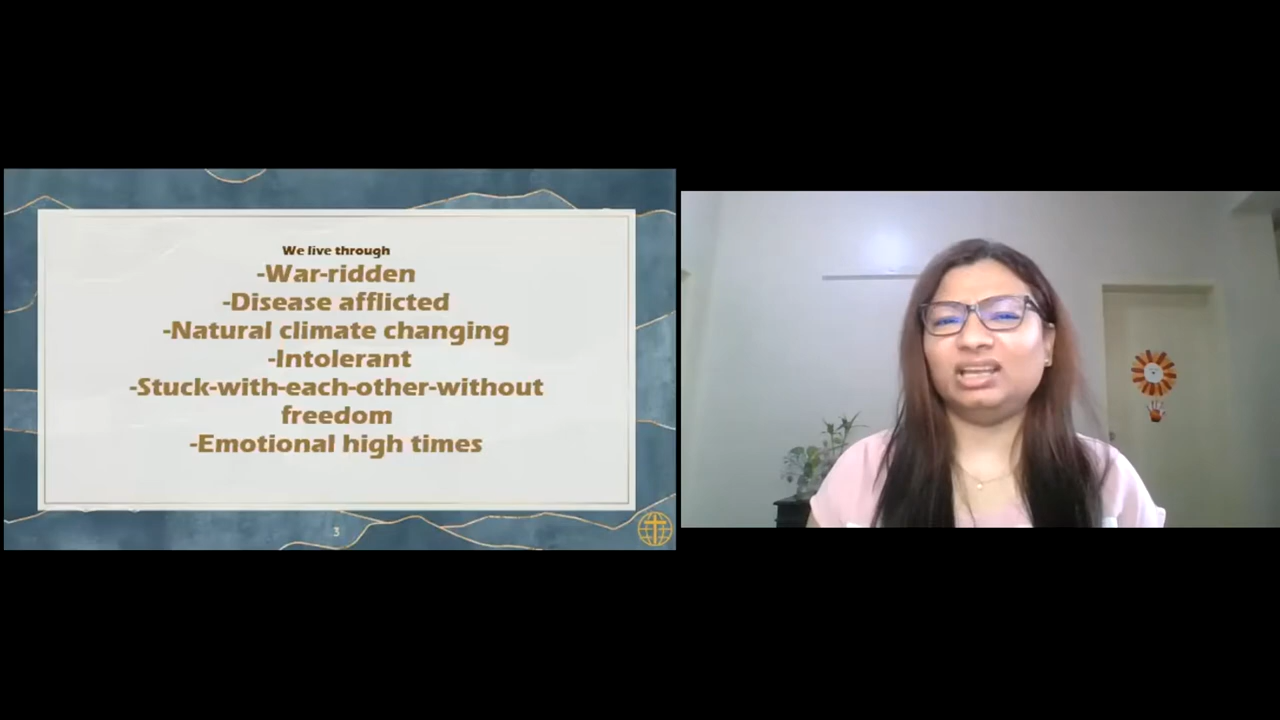 We live through
-War-ridden
-Disease afflicted
-Natural climate changing
-Intolerant
-Stuck-with-each-other-without
freedom
-Emotional high times
3